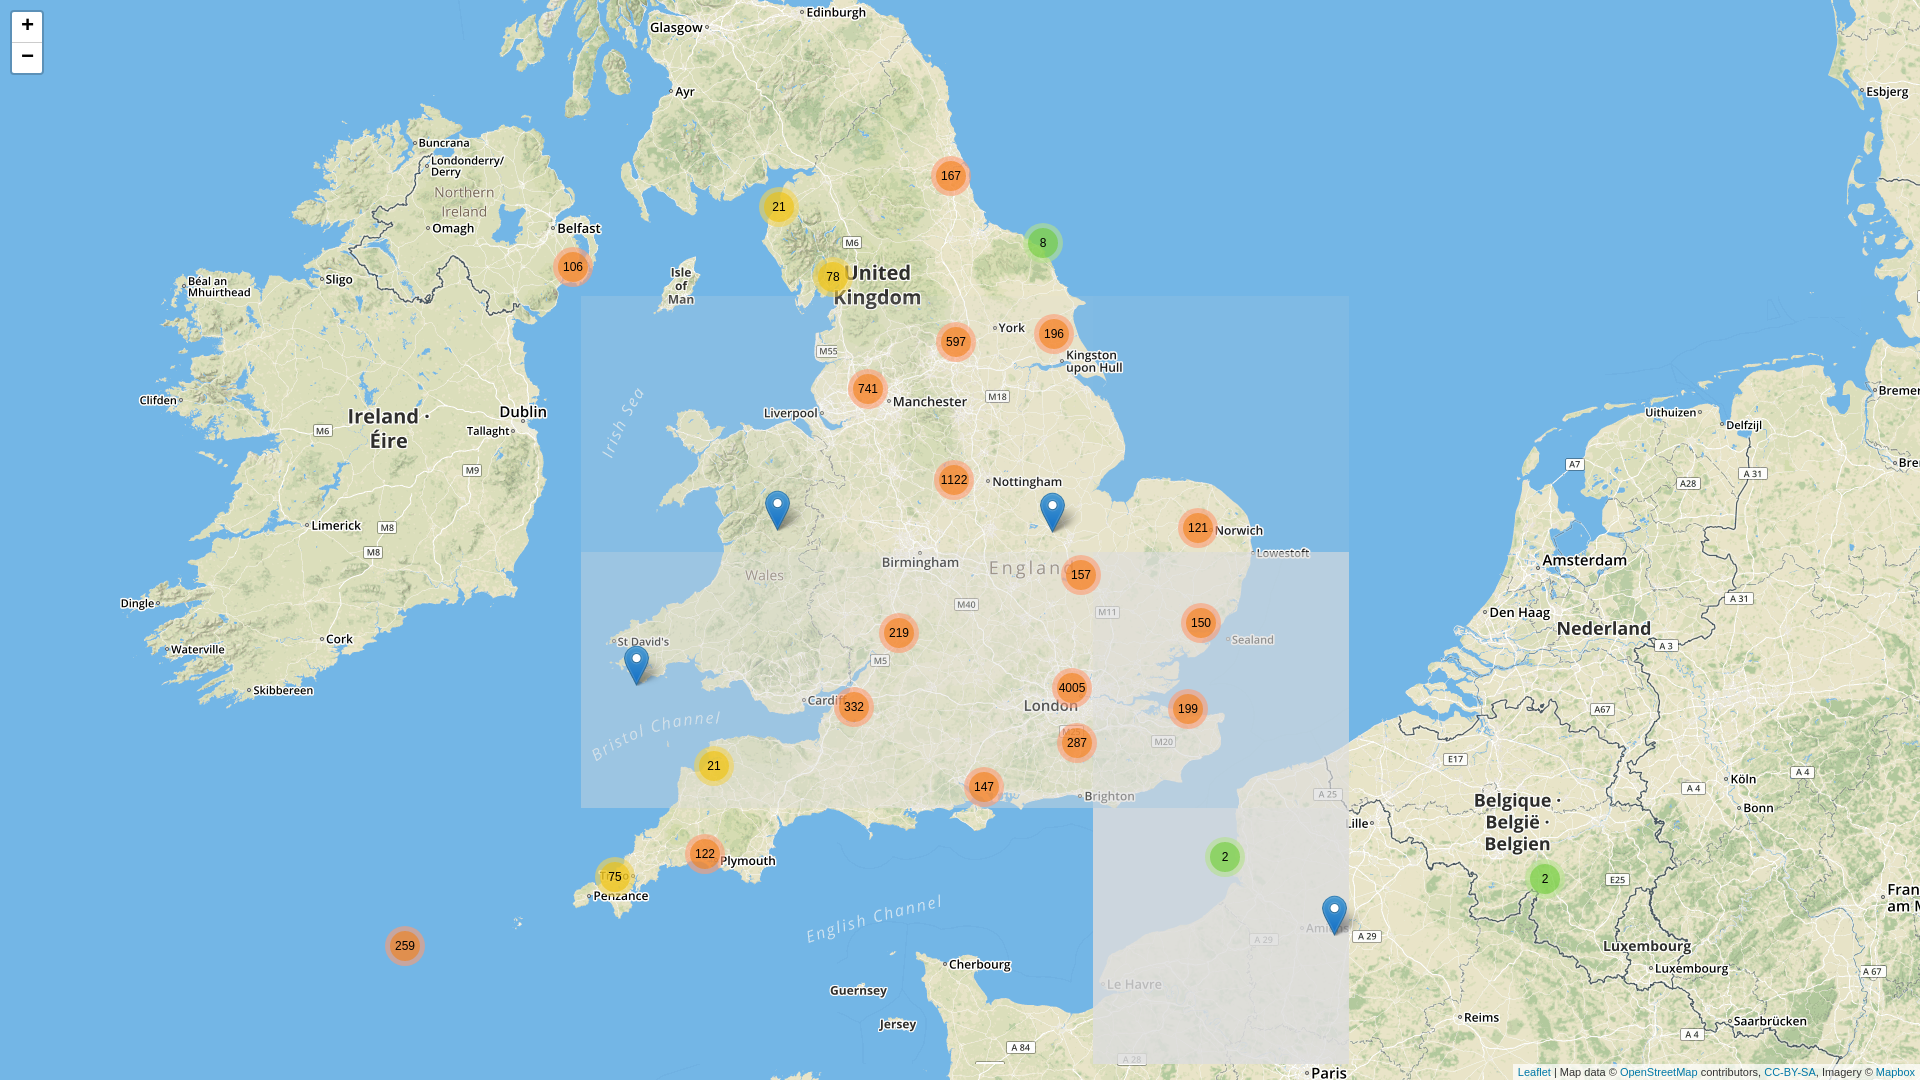 +
−
Edinburgh
Glasgow
Ayr
Esbjerg
Buncrana
Londonderry/
Derry
Northern
Ireland
Omagh
Belfast
167
21
8
M6
106
78
United
Kingdom
Isle
of
Man
Sligo
Béal an
Mhuirthead
York
196
597
M55
Kingston
upon Hull
741
Manchester
M18
Bremer
Clifden
Liverpool
Dublin
Ireland ·
Éire
M6
Tallaght
Irish Sea
Uithuizen
Delfzijl
M9
A7
A 31
Bre
A28
1122
Nottingham
Limerick
M8
M8
121
Norwich
Lowestoft
Birmingham
England
157
Wales
Amsterdam
Dingle
M40
M11
Den Haag
A 31
150
Nederland
219
Cork
St David's
Sealand
Waterville
M5
A 3
Skibbereen
4005
Cardiff
332
London
199
A67
Bristol Channel
287
M20
E17
21
147
Brighton
A 25
Köln
A 4
A 4
Bonn
Belgique ·
België ·
Belgien
Lille
122
Plymouth
2
75
Penzance
2
E25
Fran
am M
English Channel
Amiens
A 29
A 29
259
Luxembourg
Luxembourg
Cherbourg
A 67
Le Havre
Guernsey
Jersey
Reims
Saarbrücken
A 4
A 84
A 28
Paris
Leaflet | Map data © OpenStreetMap contributors, CC-BY-SA, Imagery © Mapbox